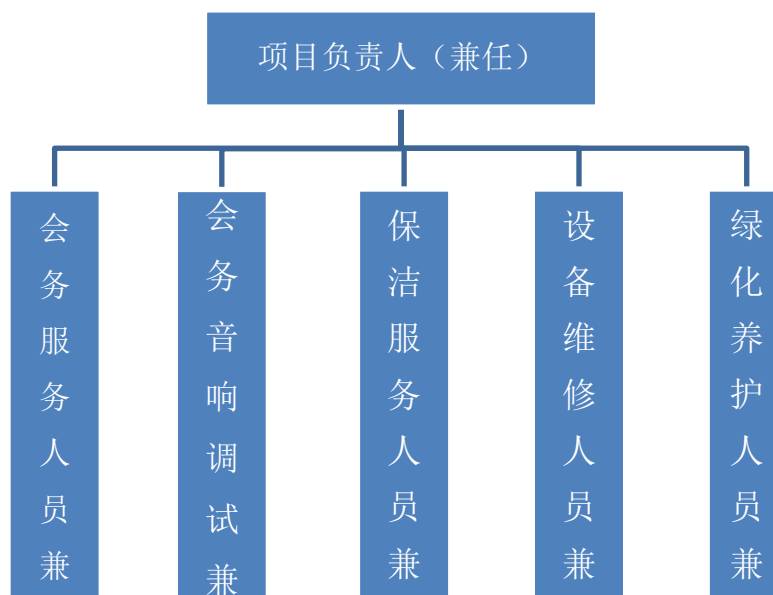 项目负责人（兼任）
会务服务人员兼
会务音响调试兼
保洁服务人员兼
设备维修人员兼
绿化养护人员兼